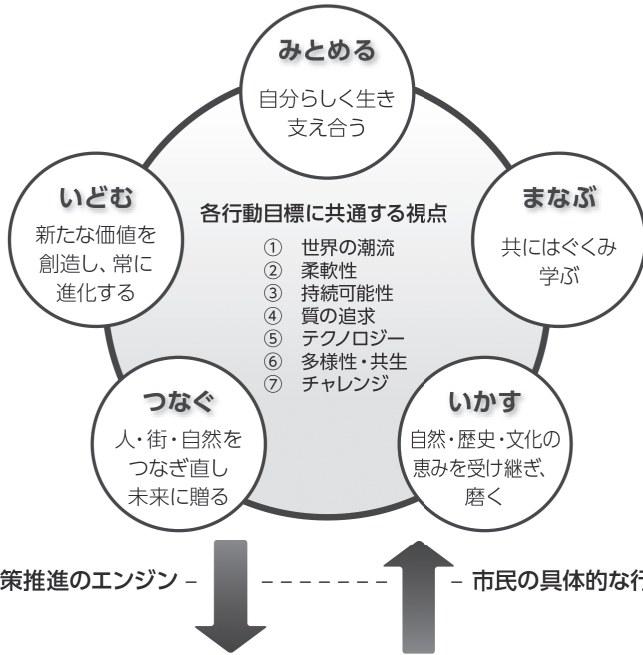 みとめる
自分らしく生き
支え合う
いどむ
新たな価値を
創造し、常に
進化する
各行動目標に共通する視点
① 世界の潮流
② 柔軟性
③ 持続可能性
④ 質の追求
⑤ テクノロジー
⑥ 多様性・共生
⑦ チャレンジ
まなぶ
共にはぐくみ
学ぶ
つなぐ
人・街・自然を
つなぎ直し
未来に贈る
いかす
自然・歴史・文化の
恵みを受け継ぎ、
磨く
策推進のエンジン
市民の具体的な行